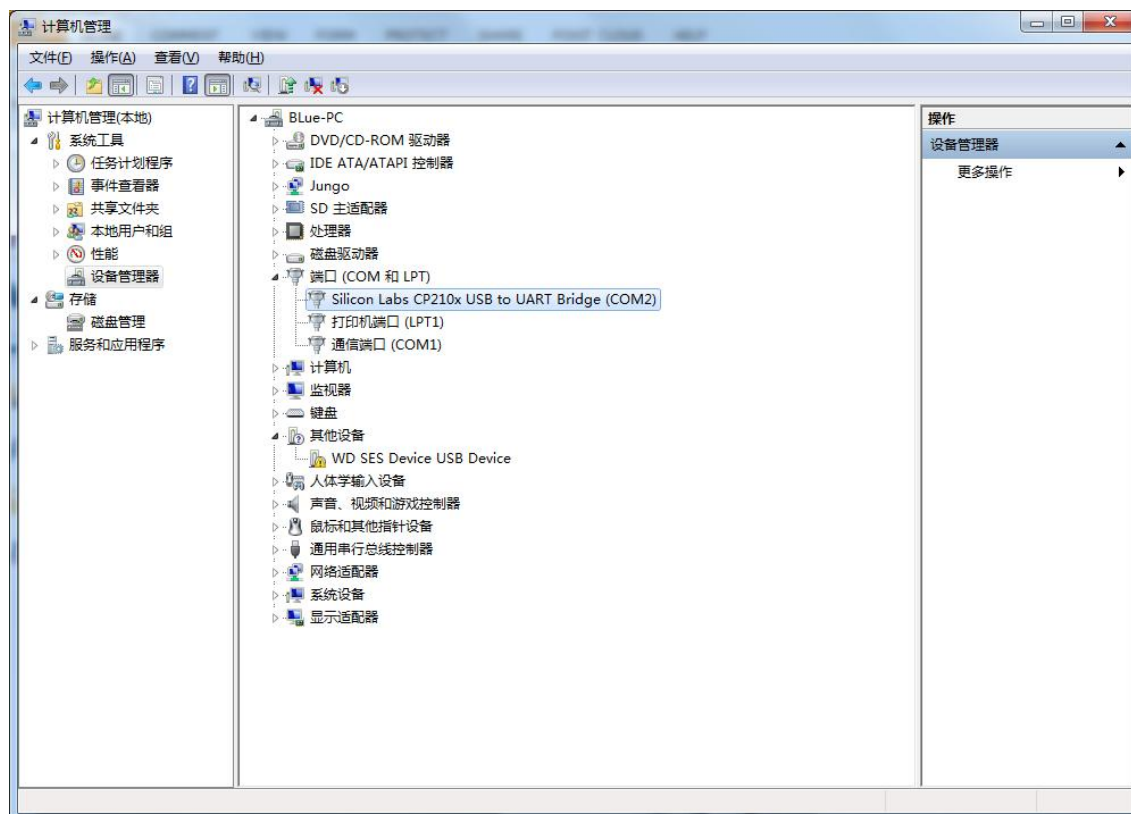 计算机管理
文件(F) 操作(A) 查看(V) 帮助(H)
计算机管理(本地)
系统工具
任务计划程序
事件查看器
共享文件夹
本地用户和组
性能
设备管理器
存储
磁盘管理
服务和应用程序
BLue-PC
DVD/CD-ROM 驱动器
IDE ATA/ATAPI 控制器
Jungo
SD 主适配器
处理器
磁盘驱动器
端口 (COM 和 LPT)
Silicon Labs CP210x USB to UART Bridge (COM2)
打印机端口 (LPT1)
通信端口 (COM1)
计算机
监视器
键盘
其他设备
WD SES Device USB Device
人体学输入设备
声音、视频和游戏控制器
鼠标和其他指针设备
通用串行总线控制器
网络适配器
系统设备
显示适配器
操作
设备管理器
更多操作